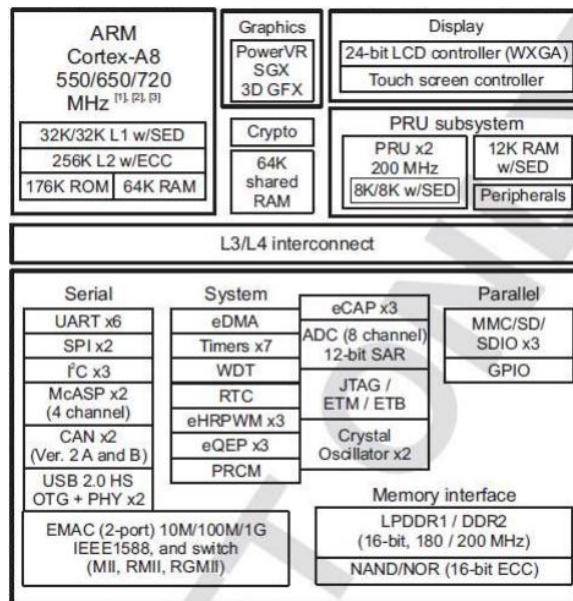 ARM
Cortex-A8
550/650/720
MHz [1], [2], [3]
32K/32K L1 w/SED
256K L2 w/ECC
176K ROM 64K RAM
Graphics
PowerVR
SGX
3D GFX
Crypto
64K
shared
RAM
Display
24-bit LCD controller (WXGA)
Touch screen controller
PRU subsystem
PRU x2
200 MHz
8K/8K w/SED
12K RAM
w/SED
Peripherals
L3/L4 interconnect
Serial
UART x6
SPI x2
I²C x3
McASP x2
(4 channel)
CAN x2
(Ver. 2 A and B)
USB 2.0 HS
OTG + PHY x2
EMAC (2-port) 10M/100M/1G
IEEE1588, and switch
(MII, RMII, RGMII)
System
eDMA
Timers x7
WDT
RTC
eHRPWM x3
eQEP x3
PRCM
eCAP x3
ADC (8 channel)
12-bit SAR
JTAG /
ETM / ETB
Crystal
Oscillator x2
Parallel
MMC/SD/
SDIO x3
GPIO
Memory interface
LPDDR1 / DDR2
(16-bit, 180 / 200 MHz)
NAND/NOR (16-bit ECC)